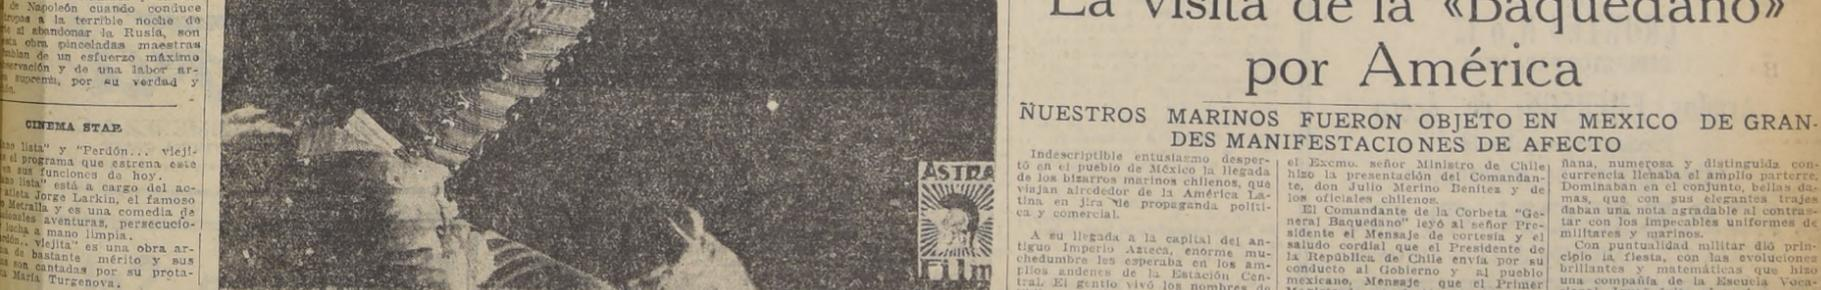 de Napoleón cuando conduce
tropas a la terrible noche de
al abandonar la Rusia, son
esta obra pinceladas maestras
hablan de un esfuerzo máximo
observación y de una labor ar-
suprema, por su verdad y
CINEMA STAR
lista" y "Perdón... vieji-
el programa que estrena este
en sus funciones de hoy.
lista" está a cargo del ac-
atleta Jorge Larkin, el famoso
Metralla y es una comedia de
aventuras, persecucio-
lucha a mano limpia.
viejita" es una obra ar-
de bastante mérito y sus
son cantadas por su prota-
María Turgenova.
ASTRA
Film
La visita de la «Baquedano»
por América
NUESTROS MARINOS FUERON OBJETO EN MEXICO DE GRAN-
DES MANIFESTACIONES DE AFECTO
Indescriptible entusiasmo desper-
tó en el pueblo de México la llegada
de los bizarros marinos chilenos, que
viajan alrededor de la América La-
tina en jira de propaganda políti-
ca y comercial.
A su llegada a la capital del an-
tiguo Imperio Azteca, enorme mu-
chedumbre les esperaba en los am-
plios andenes de la Estación Cen-
tral. El gentío vivó los nombres de
el Excmo. señor Ministro de Chile
hizo la presentación del Comandan-
te, don Julio Merino Benítez y de
los oficiales chilenos.
El Comandante de la Corbeta "Ge-
neral Baquedano" leyó al señor Pre-
sidente el Mensaje de cortesía y el
saludo cordial que el Presidente de
la República de Chile envía por su
conducto al Gobierno y al pueblo
mexicano, Mensaje que el Primer
ñana, numerosa y distinguida con-
currencia llenaba el amplio parterre.
Dominaban en el conjunto, bellas da-
mas, que con sus elegantes trajes
daban una nota agradable al contras-
tar con los impecables uniformes de
militares y marinos.
Con puntualidad militar dió prin-
cipio la fiesta, con las evoluciones
brillantes y matemáticas que hizo
una compañía de la Escuela Voca-